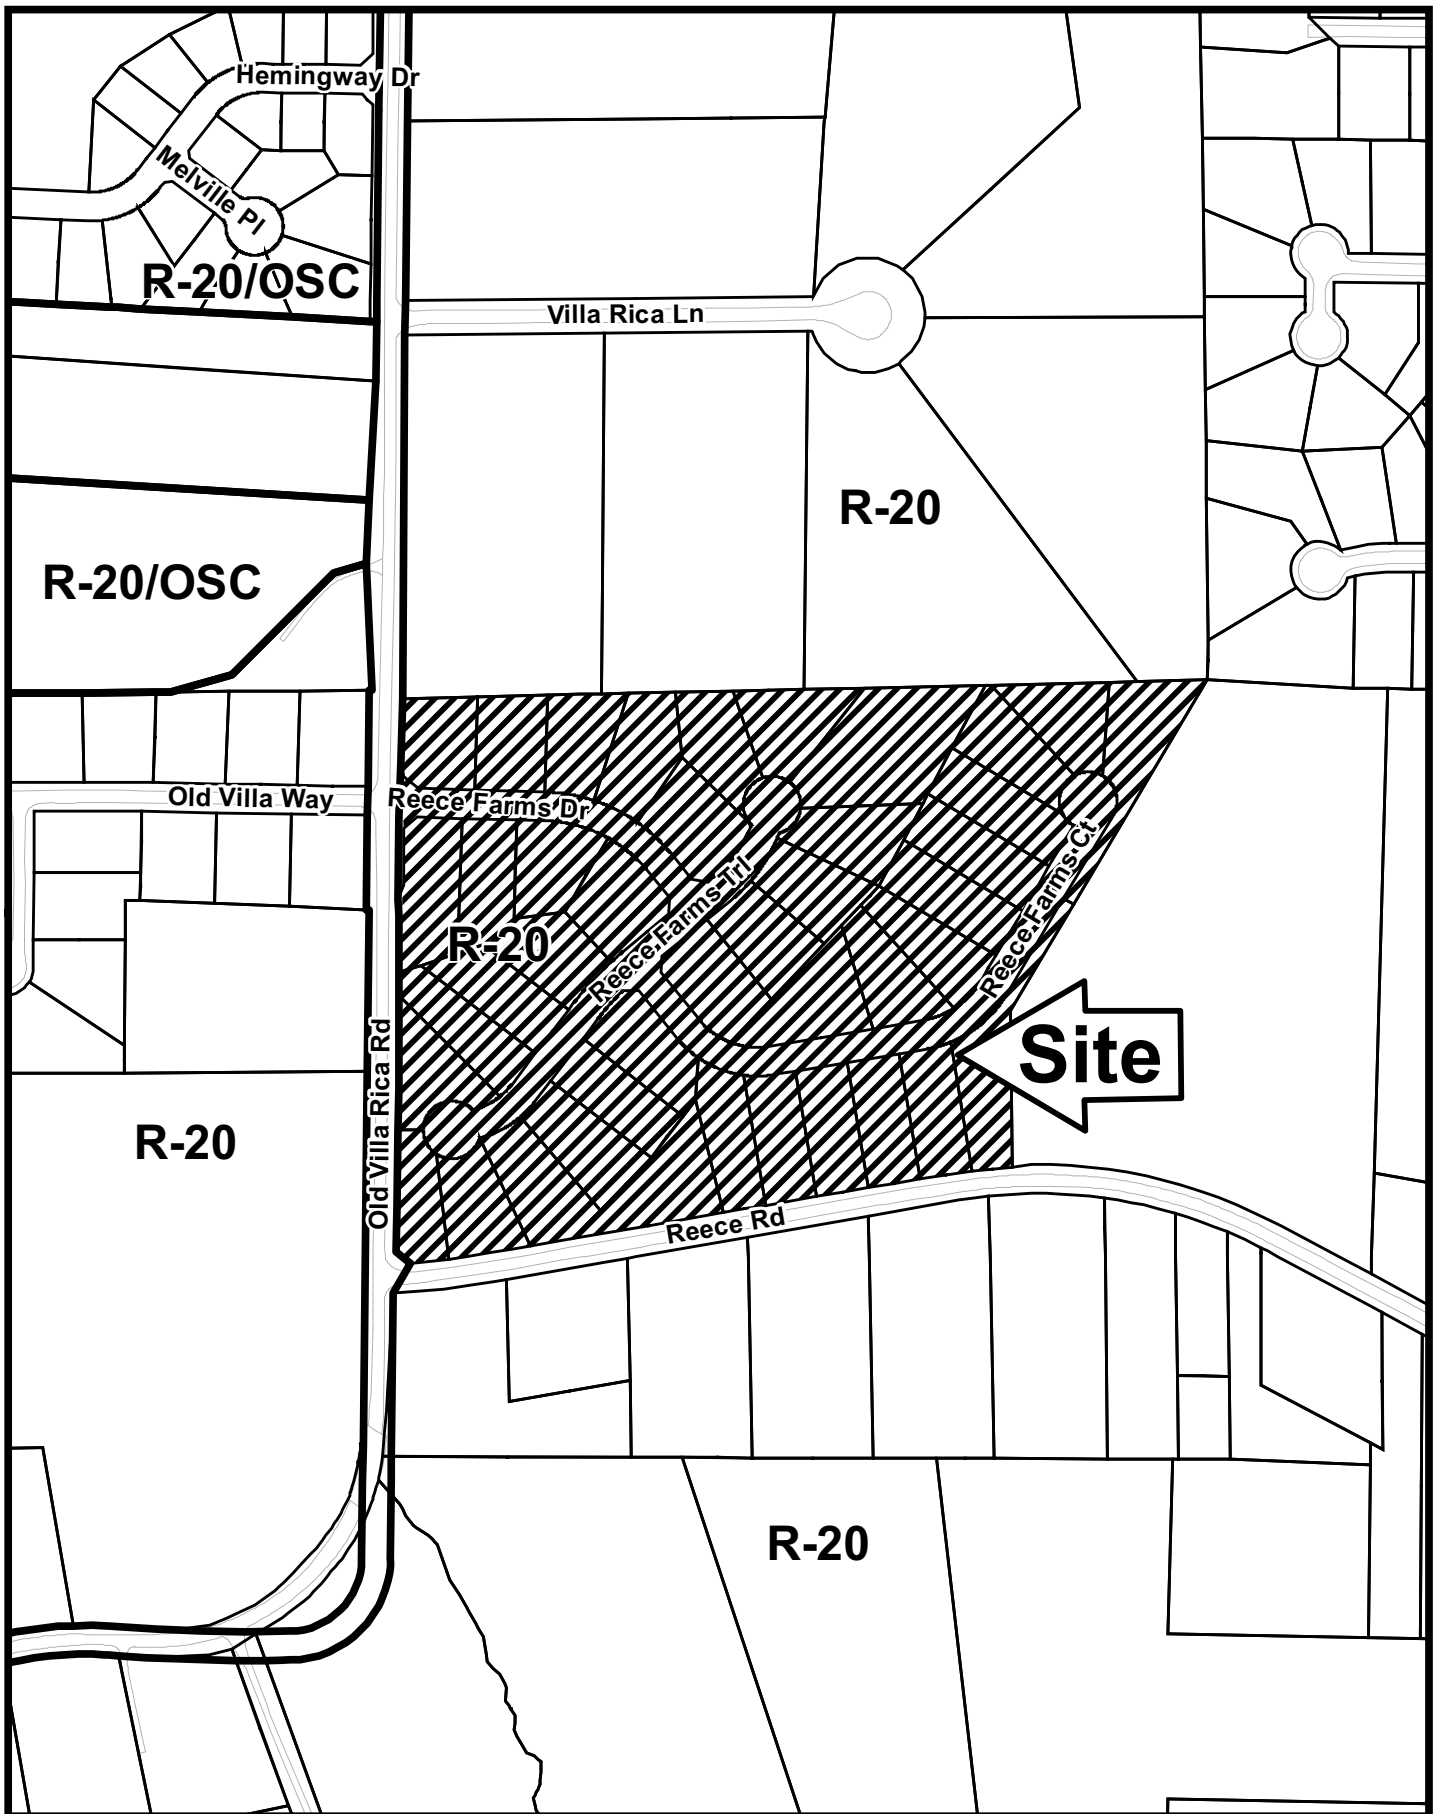 Hemingway Dr
Melville Pl
R-20/OSC
Villa Rica Ln
R-20
R-20/OSC
Old Villa Way
Reece Farms Dr
Reece Farms Trl
Reece Farms Ct
R-20
Site
Old Villa Rica Rd
R-20
Reece Rd
R-20